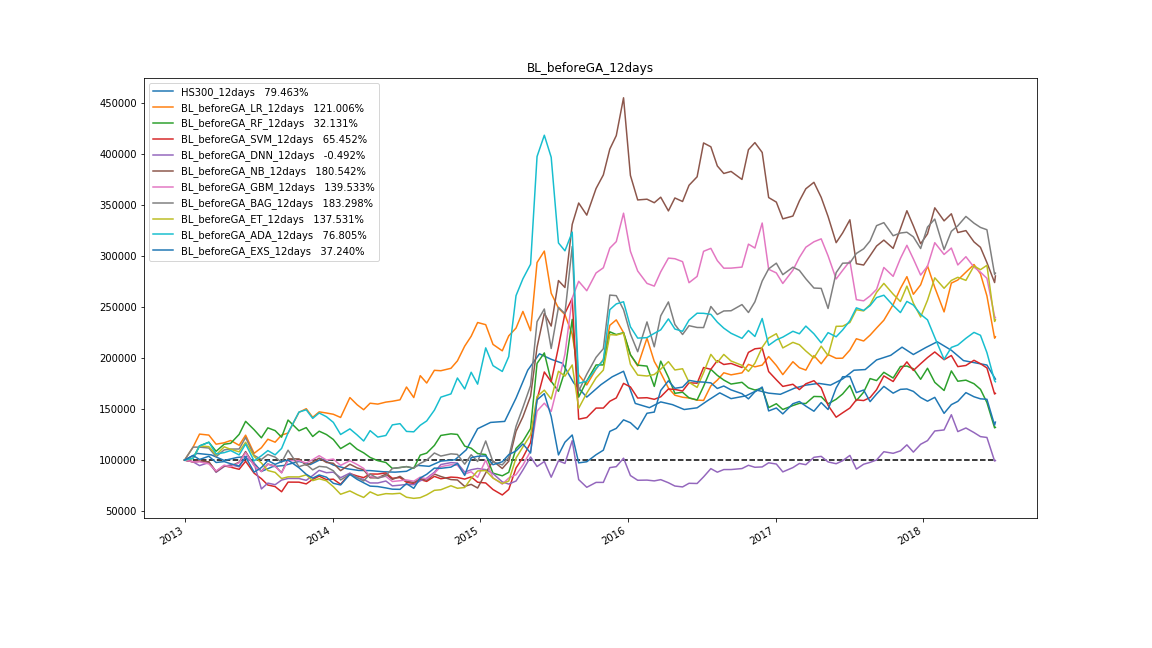 BL_beforeGA_12days
HS300_12days 79.463%
BL_beforeGA_LR_12days 121.006%
BL_beforeGA_RF_12days 32.131%
BL_beforeGA_SVM_12days 65.452%
BL_beforeGA_DNN_12days -0.492%
BL_beforeGA_NB_12days 180.542%
BL_beforeGA_GBM_12days 139.533%
BL_beforeGA_BAG_12days 183.298%
BL_beforeGA_ET_12days 137.531%
BL_beforeGA_ADA_12days 76.805%
BL_beforeGA_EXS_12days 37.240%
450000
400000
350000
300000
250000
200000
150000
100000
50000
2013
2014
2015
2016
2017
2018